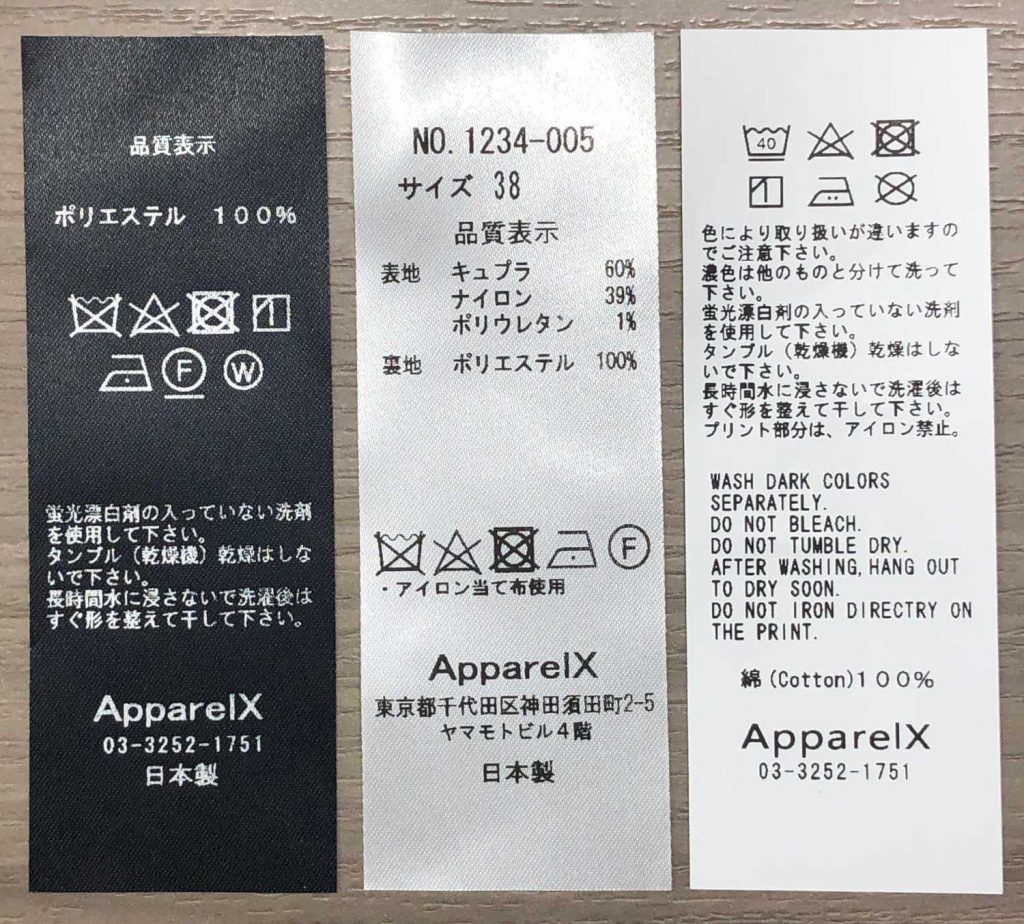 品質表示
ポリエステル 100%
F W
蛍光漂白剤の入っていない洗剤
を使用して下さい。
タンブル(乾燥機)乾燥はしな
いで下さい。
長時間水に浸さないで洗濯後は
すぐ形を整えて干して下さい。
ApparelX
03-3252-1751
日本製
NO.1234-005
サイズ 38
品質表示
表地 キュプラ 60%
ナイロン 39%
ポリウレタン 1%
裏地 ポリエステル 100%
F
・アイロン当て布使用
ApparelX
東京都千代田区神田須田町2-5
ヤマモトビル4階
日本製
40
色により取り扱いが違いますの
でご注意下さい。
濃色は他のものと分けて洗って
下さい。
蛍光漂白剤の入っていない洗剤
を使用して下さい。
タンブル(乾燥機)乾燥はしな
いで下さい。
長時間水に浸さないで洗濯後は
すぐ形を整えて干して下さい。
プリント部分は、アイロン禁止。
WASH DARK COLORS
SEPARATELY.
DO NOT BLEACH.
DO NOT TUMBLE DRY.
AFTER WASHING,HANG OUT
TO DRY SOON.
DO NOT IRON DIRECTRY ON
THE PRINT.
綿(Cotton)100%
ApparelX
03-3252-1751